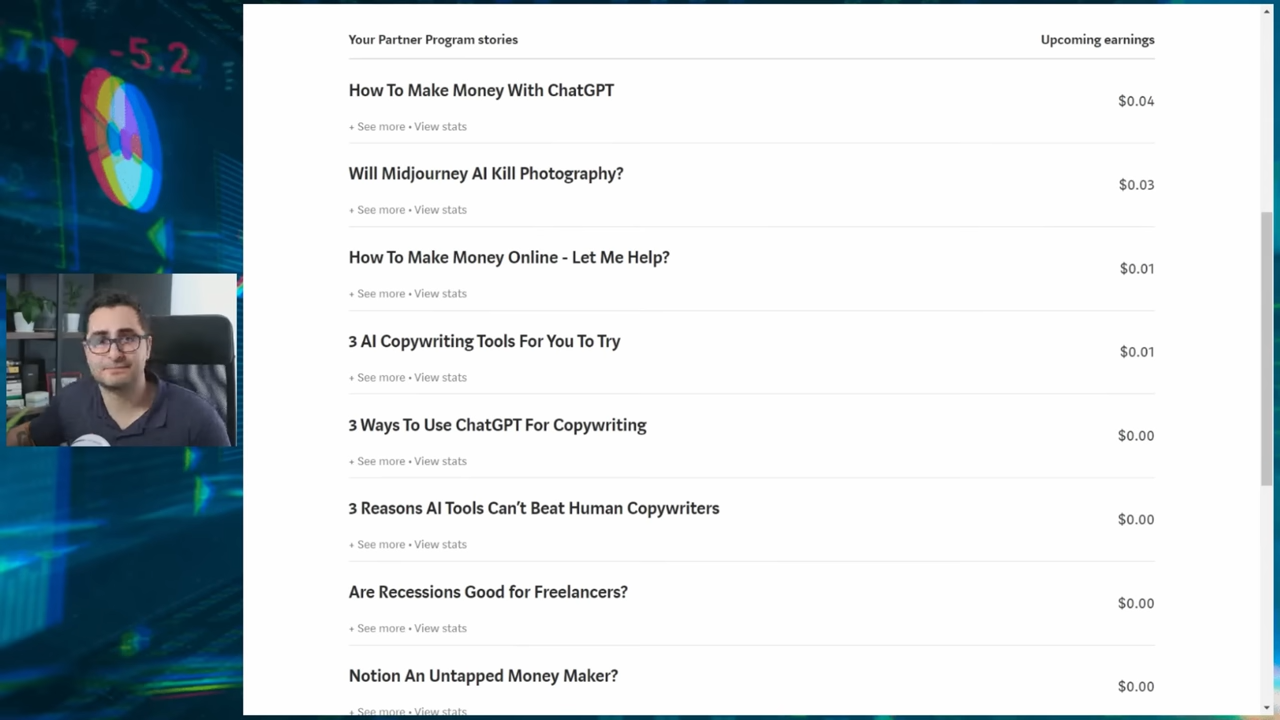 -5.2
Your Partner Program stories Upcoming earnings
How To Make Money With ChatGPT
$0.04
+ See more • View stats
Will Midjourney AI Kill Photography?
$0.03
+ See more • View stats
How To Make Money Online - Let Me Help?
$0.01
+ See more • View stats
3 AI Copywriting Tools For You To Try
$0.01
+ See more • View stats
3 Ways To Use ChatGPT For Copywriting
$0.00
+ See more • View stats
3 Reasons AI Tools Can’t Beat Human Copywriters
$0.00
+ See more • View stats
Are Recessions Good for Freelancers?
$0.00
+ See more • View stats
Notion An Untapped Money Maker?
$0.00
+ See more • View stats